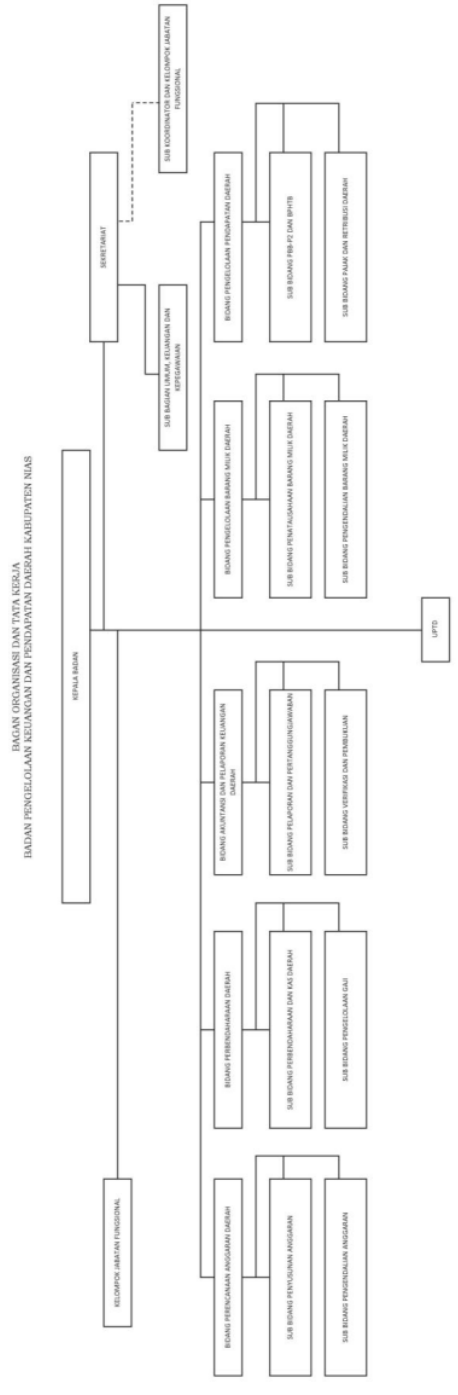 BAGAN ORGANISASI DAN TATA KERJA
BADAN PENGELOLAAN KEUANGAN DAN PENDAPATAN DAERAH KABUPATEN NIAS
KEPALA BADAN
KELOMPOK JABATAN FUNGSIONAL
SEKRETARIAT
SUB BAGIAN UMUM, KEUANGAN DAN
KEPEGAWAIAN
SUB KOORDINATOR DAN KELOMPOK JABATAN
FUNGSIONAL
BIDANG PERENCANAAN ANGGARAN DAERAH
BIDANG PERBENDAHARAAN DAERAH
BIDANG AKUNTANSI DAN PELAPORAN KEUANGAN
DAERAH
BIDANG PENGELOLAAN BARANG MILIK DAERAH
BIDANG PENGELOLAAN PENDAPATAN DAERAH
SUB BIDANG PENYUSUNAN ANGGARAN
SUB BIDANG PERBENDAHARAAN DAN KAS DAERAH
SUB BIDANG PELAPORAN DAN PERTANGGUNGJAWABAN
SUB BIDANG PENATAUSAHAAN BARANG MILIK DAERAH
SUB BIDANG PBB-P2 DAN BPHTB
SUB BIDANG PENGENDALIAN ANGGARAN
SUB BIDANG PENGELOLAAN GAJI
SUB BIDANG VERIFIKASI DAN PEMBUKUAN
SUB BIDANG PENGENDALIAN BARANG MILIK DAERAH
SUB BIDANG PAJAK DAN RETRIBUSI DAERAH
UPTD